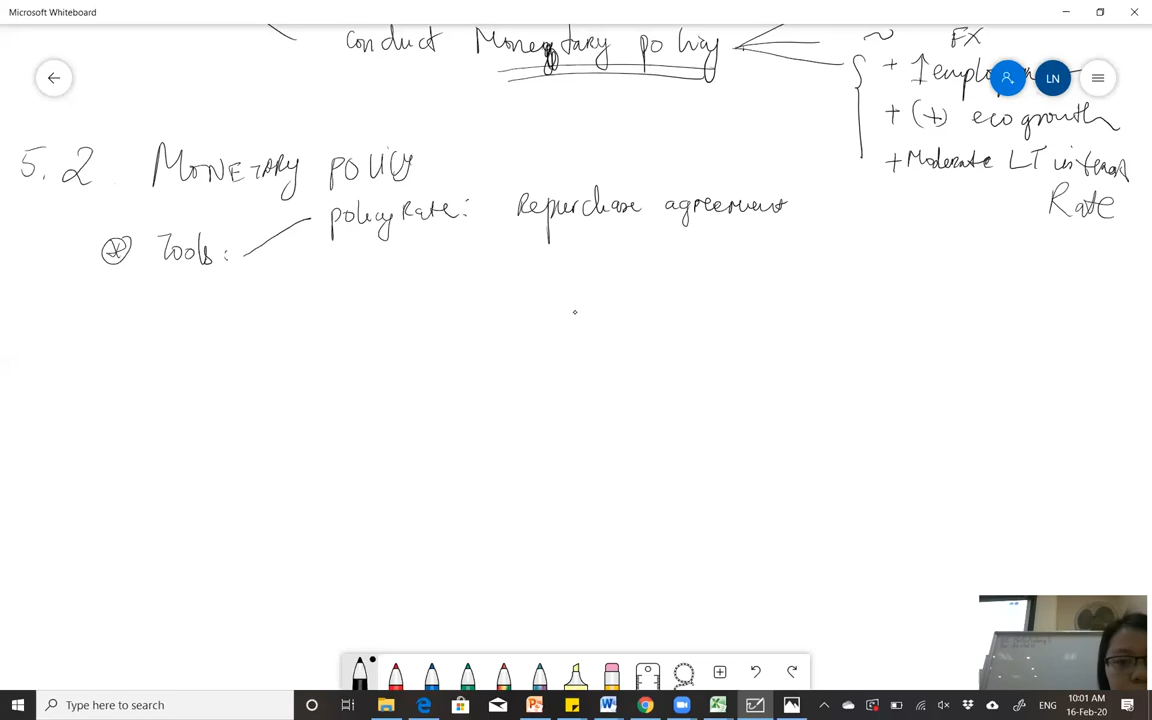 Microsoft Whiteboard
conduct Monetary policy
FX
LN
+ (+) eco growth
+ Moderate LT interest
Rate
5.2 MONETARY POLICY
policy Rate: Repurchase agreement
Tools:
Type here to search
ENG
10:01 AM
16-Feb-20